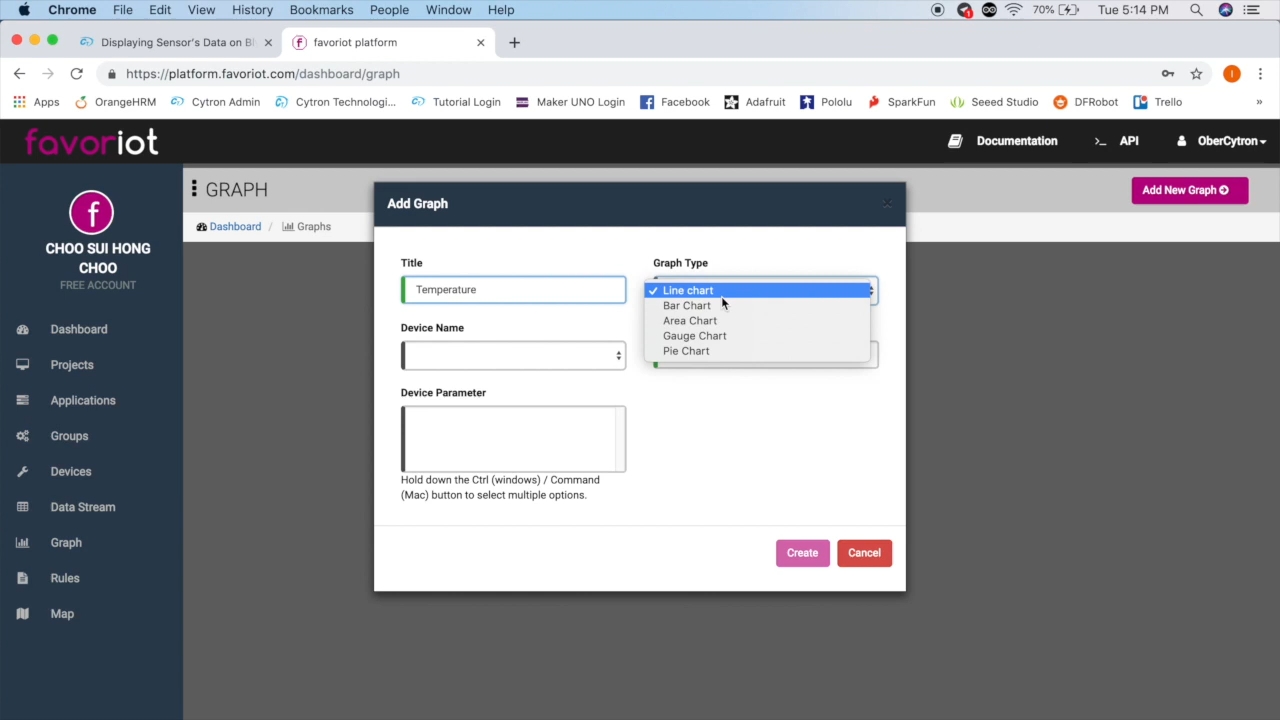 Chrome File Edit View History Bookmarks People Window Help
1 70% Tue 5:14 PM
Displaying Sensor's Data on Bl
favoriot platform
https://platform.favoriot.com/dashboard/graph
Apps OrangeHRM Cytron Admin Cytron Technologi... Tutorial Login Maker UNO Login Facebook Adafruit Pololu SparkFun Seeed Studio DFRobot Trello »
favoriot
Documentation API OberCytron
GRAPH
Add New Graph
Dashboard / Graphs
CHOO SUI HONG
CHOO
FREE ACCOUNT
Dashboard
Projects
Applications
Groups
Devices
Data Stream
Graph
Rules
Map
Add Graph
Title
Temperature
Graph Type
Line chart
Bar Chart
Area Chart
Gauge Chart
Pie Chart
Device Name
Device Parameter
Hold down the Ctrl (windows) / Command
(Mac) button to select multiple options.
Create Cancel